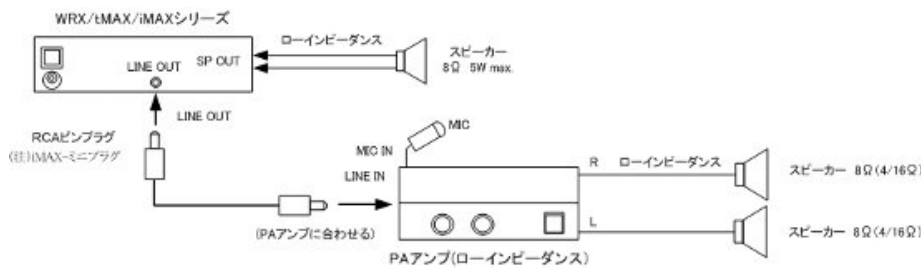 WRX/tMAX/iMAXシリーズ
LINE OUT
SP OUT
ローインピーダンス
スピーカー
8Ω 5W max.
LINE OUT
RCAピンプラグ
(注)iMAX-ミニプラグ
MIC
MIC IN
LINE IN
R
ローインピーダンス
スピーカー 8Ω(4/16Ω)
(PAアンプに合わせる)
L
スピーカー 8Ω(4/16Ω)
PAアンプ(ローインピーダンス)